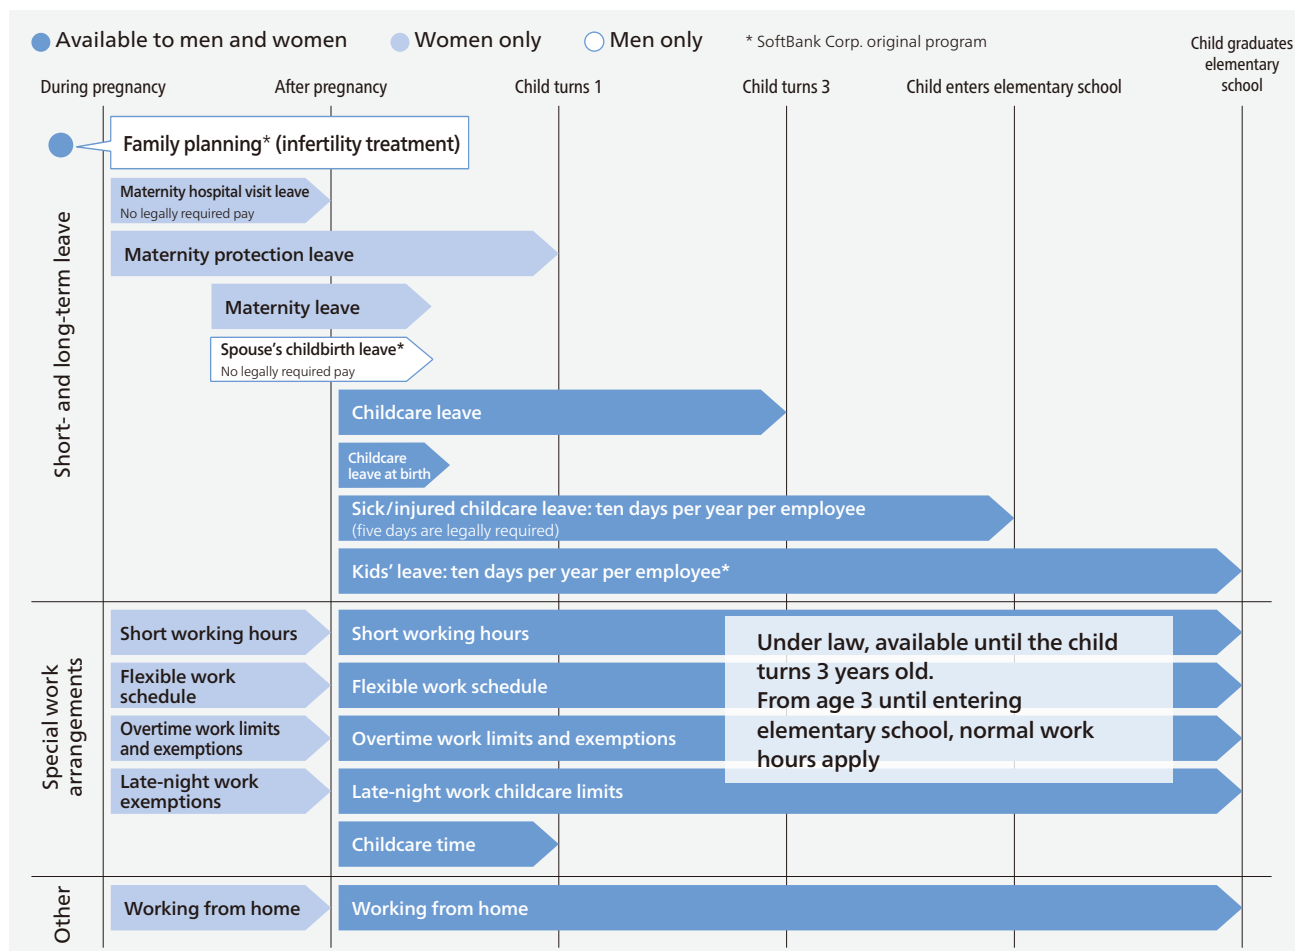 Available to men and women
Women only
Men only
* SoftBank Corp. original program
During pregnancy
After pregnancy
Child turns 1
Child turns 3
Child enters elementary school
Child graduates
elementary
school
Short- and long-term leave
Family planning* (infertility treatment)
Maternity hospital visit leave
No legally required pay
Maternity protection leave
Maternity leave
Spouse's childbirth leave*
No legally required pay
Childcare leave
Childcare
leave at birth
Sick/injured childcare leave: ten days per year per employee
(five days are legally required)
Kids' leave: ten days per year per employee*
Special work
arrangements
Short working hours
Short working hours
Flexible work
schedule
Flexible work schedule
Overtime work limits
and exemptions
Overtime work limits and exemptions
Late-night work
exemptions
Late-night work childcare limits
Under law, available until the child
turns 3 years old.
From age 3 until entering
elementary school, normal work
hours apply
Childcare time
Other
Working from home
Working from home